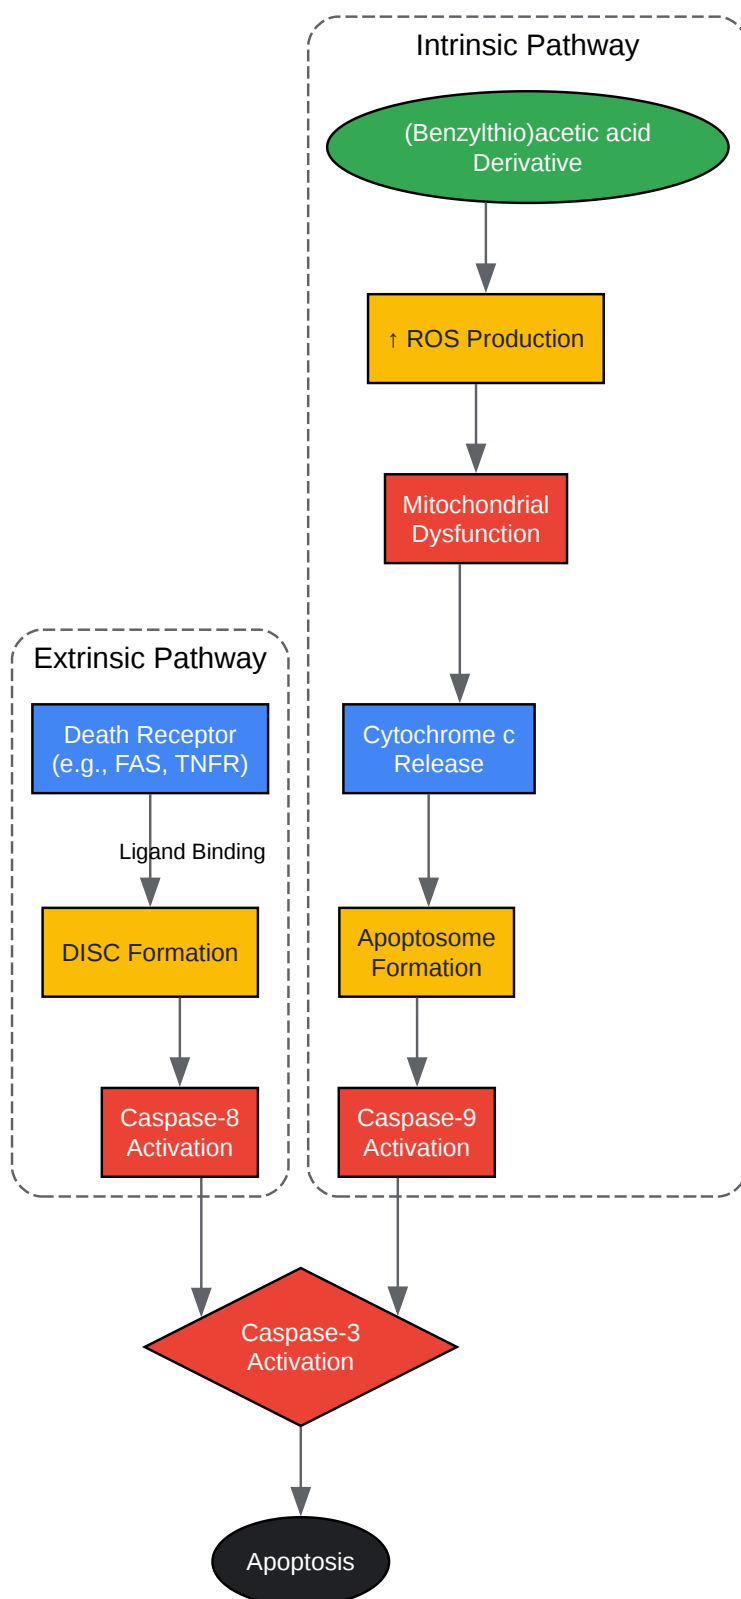 Intrinsic Pathway
(Benzylthio)acetic acid
Derivative
↑ ROS Production
Mitochondrial
Dysfunction
Extrinsic Pathway
Death Receptor
(e.g., FAS, TNFR)
Cytochrome c
Release
Ligand Binding
DISC Formation
Apoptosome
Formation
Caspase-8
Activation
Caspase-9
Activation
Caspase-3
Activation
Apoptosis